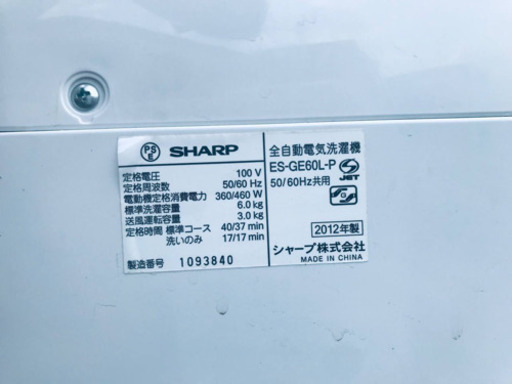 PS E SHARP
定格電圧 100 V
定格周波数 50/60 Hz
電動機定格消費電力 360/460 W
標準洗濯容量 6.0 kg
送風運転容量 3.0 kg
定格時間 標準コース 40/37 min
洗いのみ 17/17 min
製造番号 1093840
全自動電気洗濯機
ES-GE60L-P
50/60Hz共用
S JET
2012年製
シャープ株式会社
MADE IN CHINA